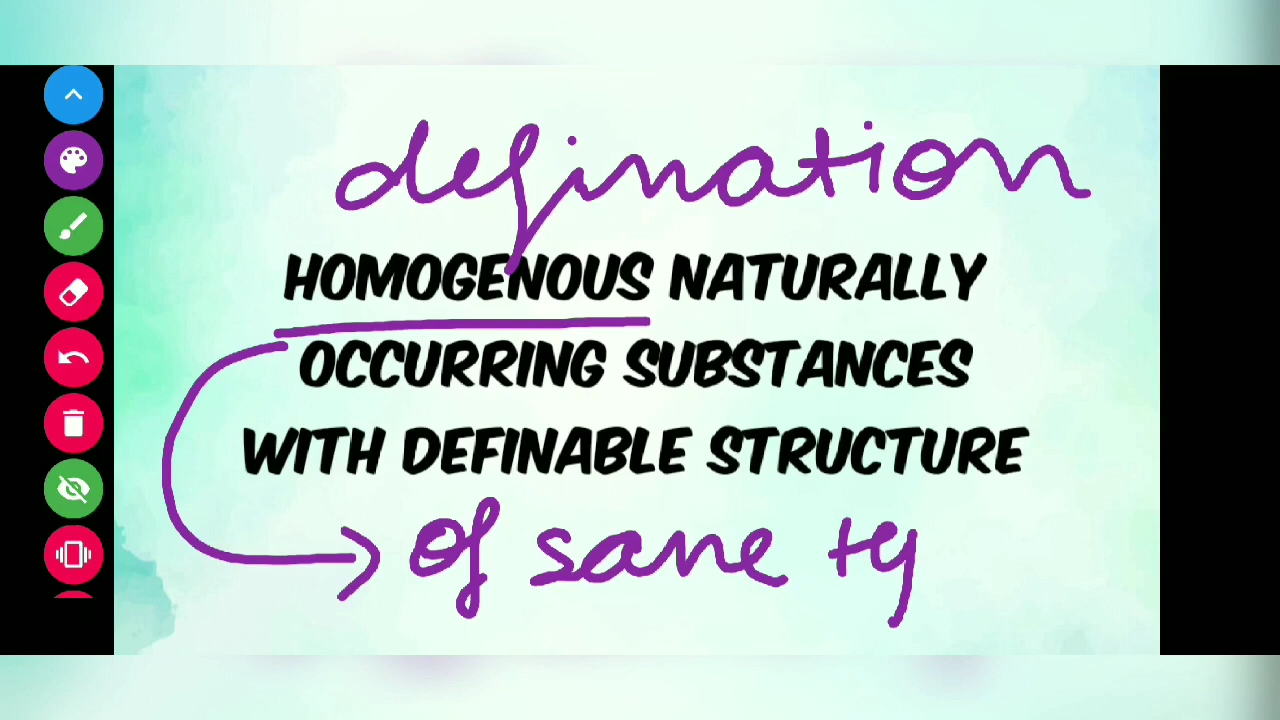 defination
HOMOGENOUS NATURALLY
OCCURRING SUBSTANCES
WITH DEFINABLE STRUCTURE
of sane ty